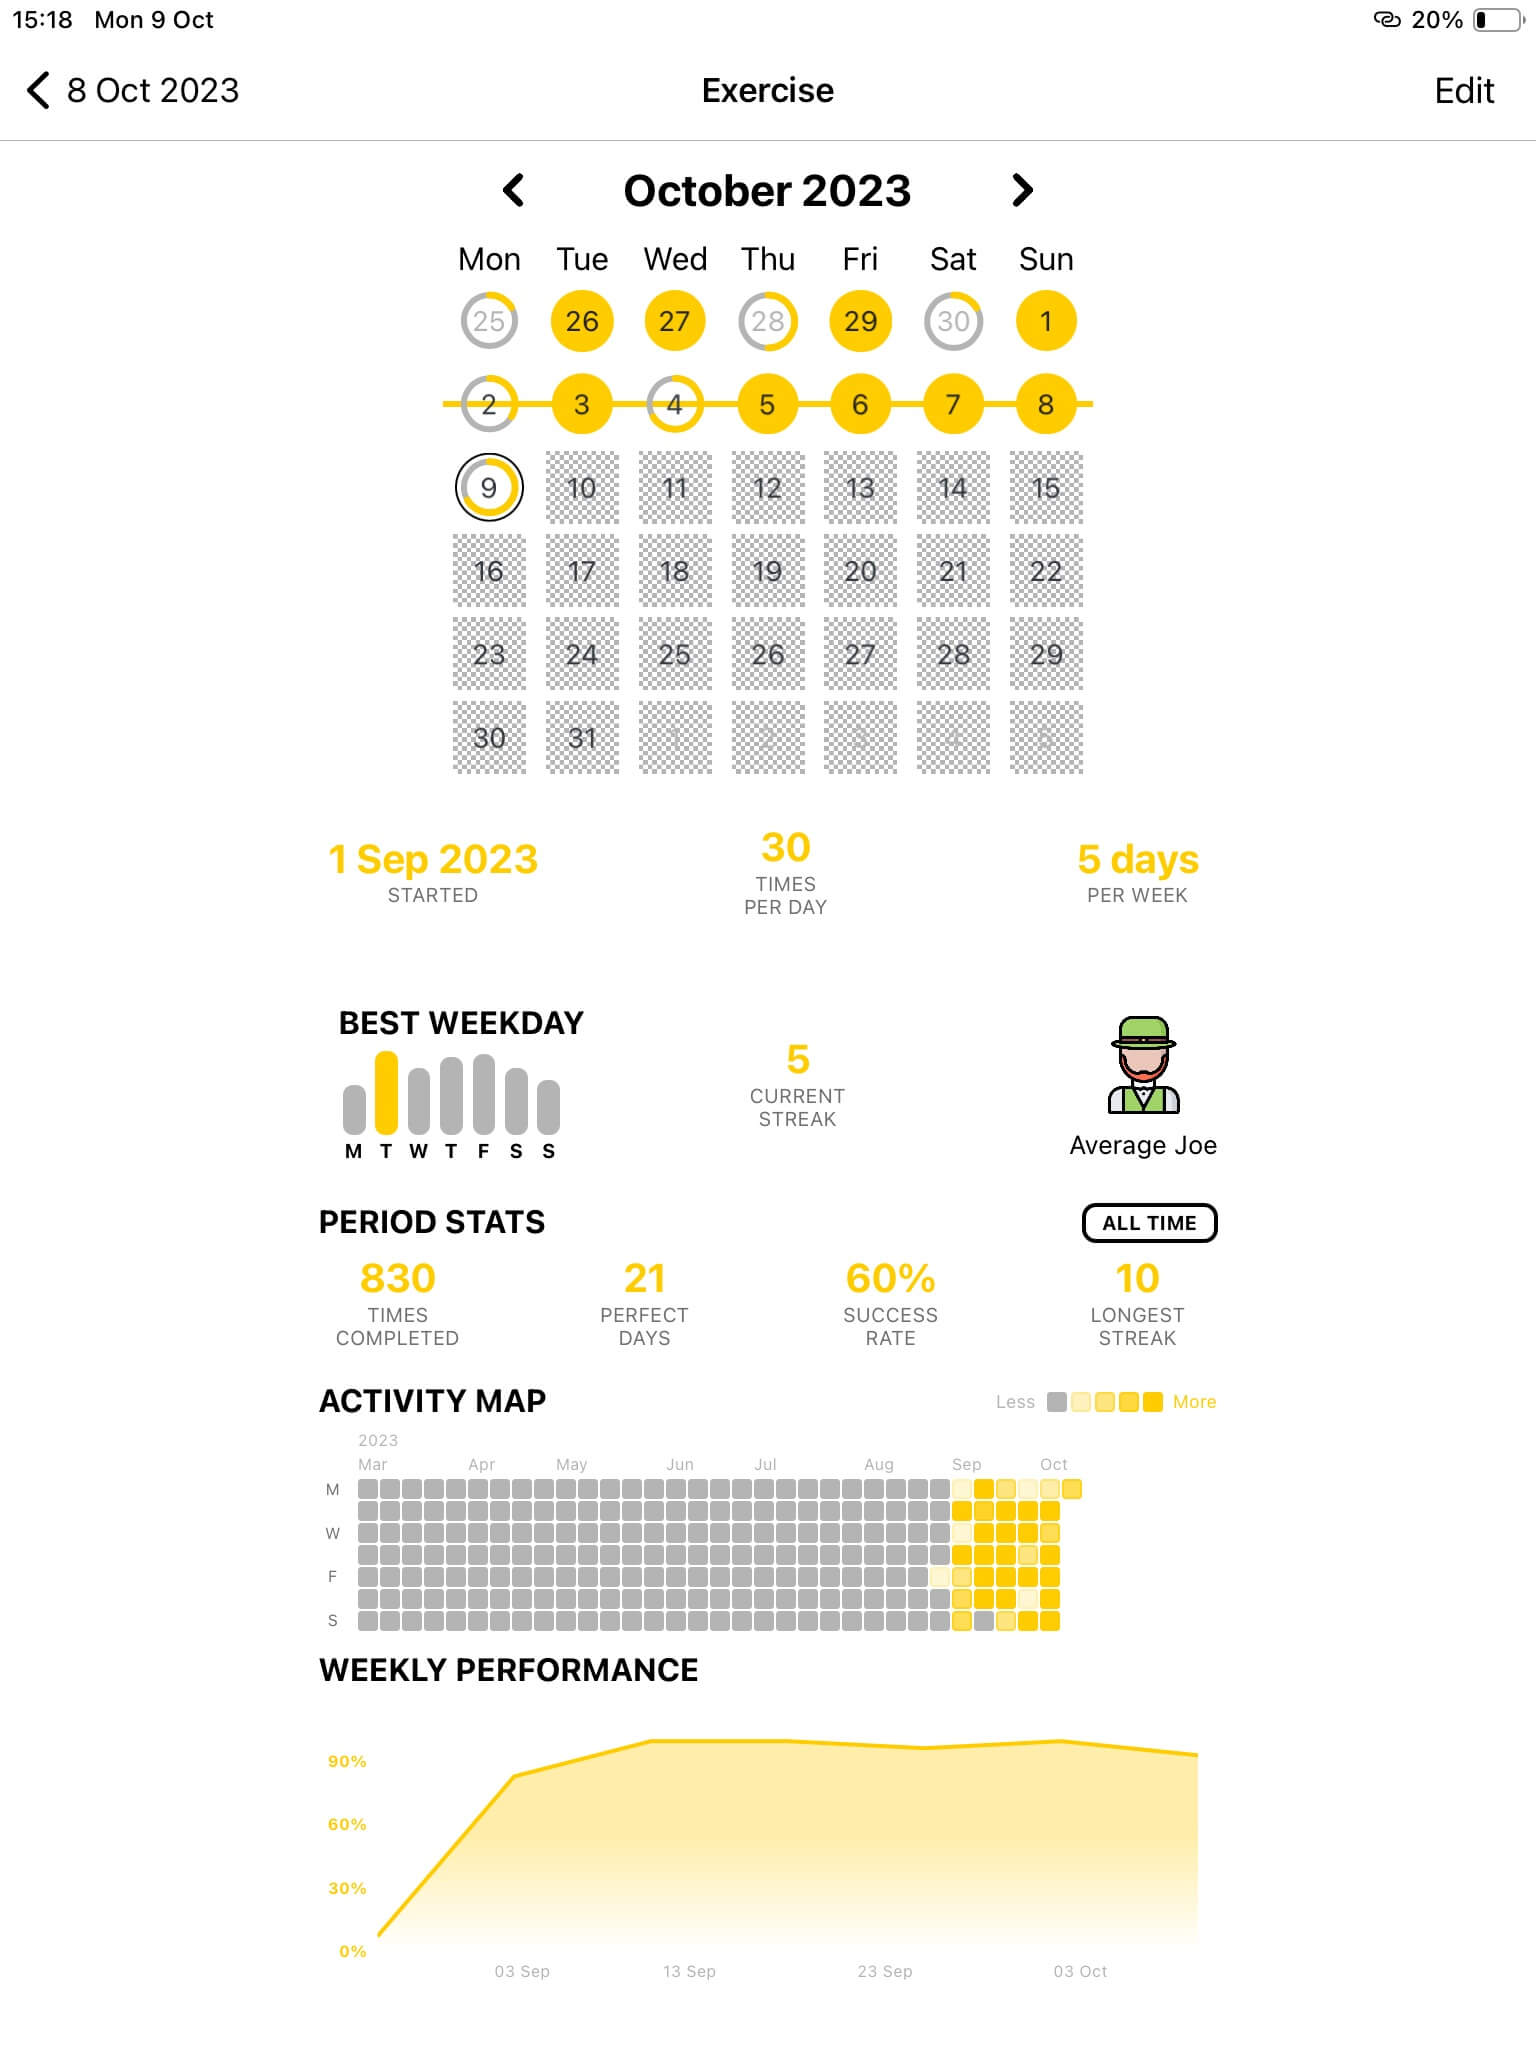 15:18 Mon 9 Oct
20%
8 Oct 2023
Exercise
Edit
October 2023
Mon Tue Wed Thu Fri Sat Sun
25 26 27 28 29 30 1
2 3 4 5 6 7 8
9 10 11 12 13 14 15
16 17 18 19 20 21 22
23 24 25 26 27 28 29
30 31 1 2 3 4 5
1 Sep 2023
STARTED
30
TIMES
PER DAY
5 days
PER WEEK
BEST WEEKDAY
M T W T F S S
5
CURRENT
STREAK
Average Joe
PERIOD STATS
ALL TIME
830
TIMES
COMPLETED
21
PERFECT
DAYS
60%
SUCCESS
RATE
10
LONGEST
STREAK
ACTIVITY MAP
Less
More
2023
Mar Apr May Jun Jul Aug Sep Oct
M
W
F
S
WEEKLY PERFORMANCE
90%
60%
30%
0%
03 Sep 13 Sep 23 Sep 03 Oct